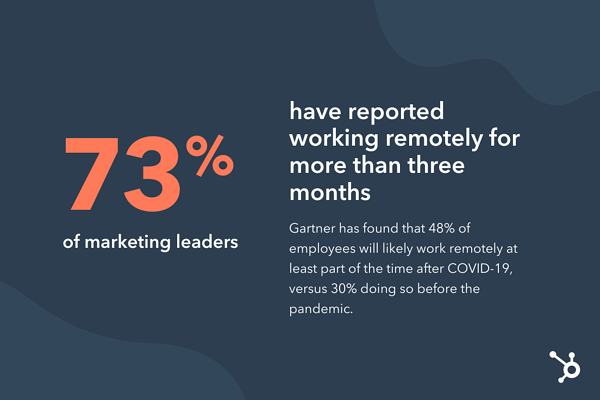 73%
of marketing leaders
have reported
working remotely for
more than three
months
Gartner has found that 48% of
employees will likely work remotely at
least part of the time after COVID-19,
versus 30% doing so before the
pandemic.